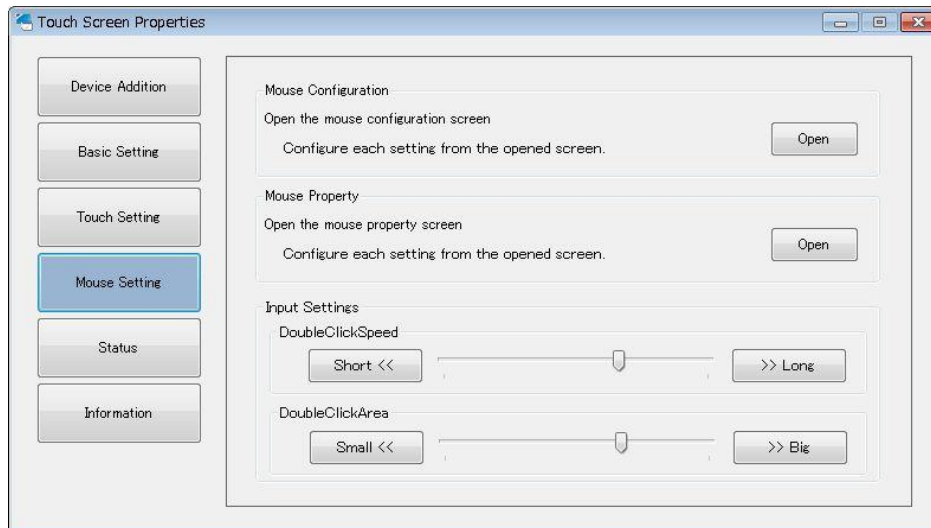 Touch Screen Properties
Device Addition
Basic Setting
Touch Setting
Mouse Setting
Status
Information
Mouse Configuration
Open the mouse configuration screen
Configure each setting from the opened screen.
Open
Mouse Property
Open the mouse property screen
Configure each setting from the opened screen.
Open
Input Settings
DoubleClickSpeed
Short <<
>> Long
DoubleClickArea
Small <<
>> Big